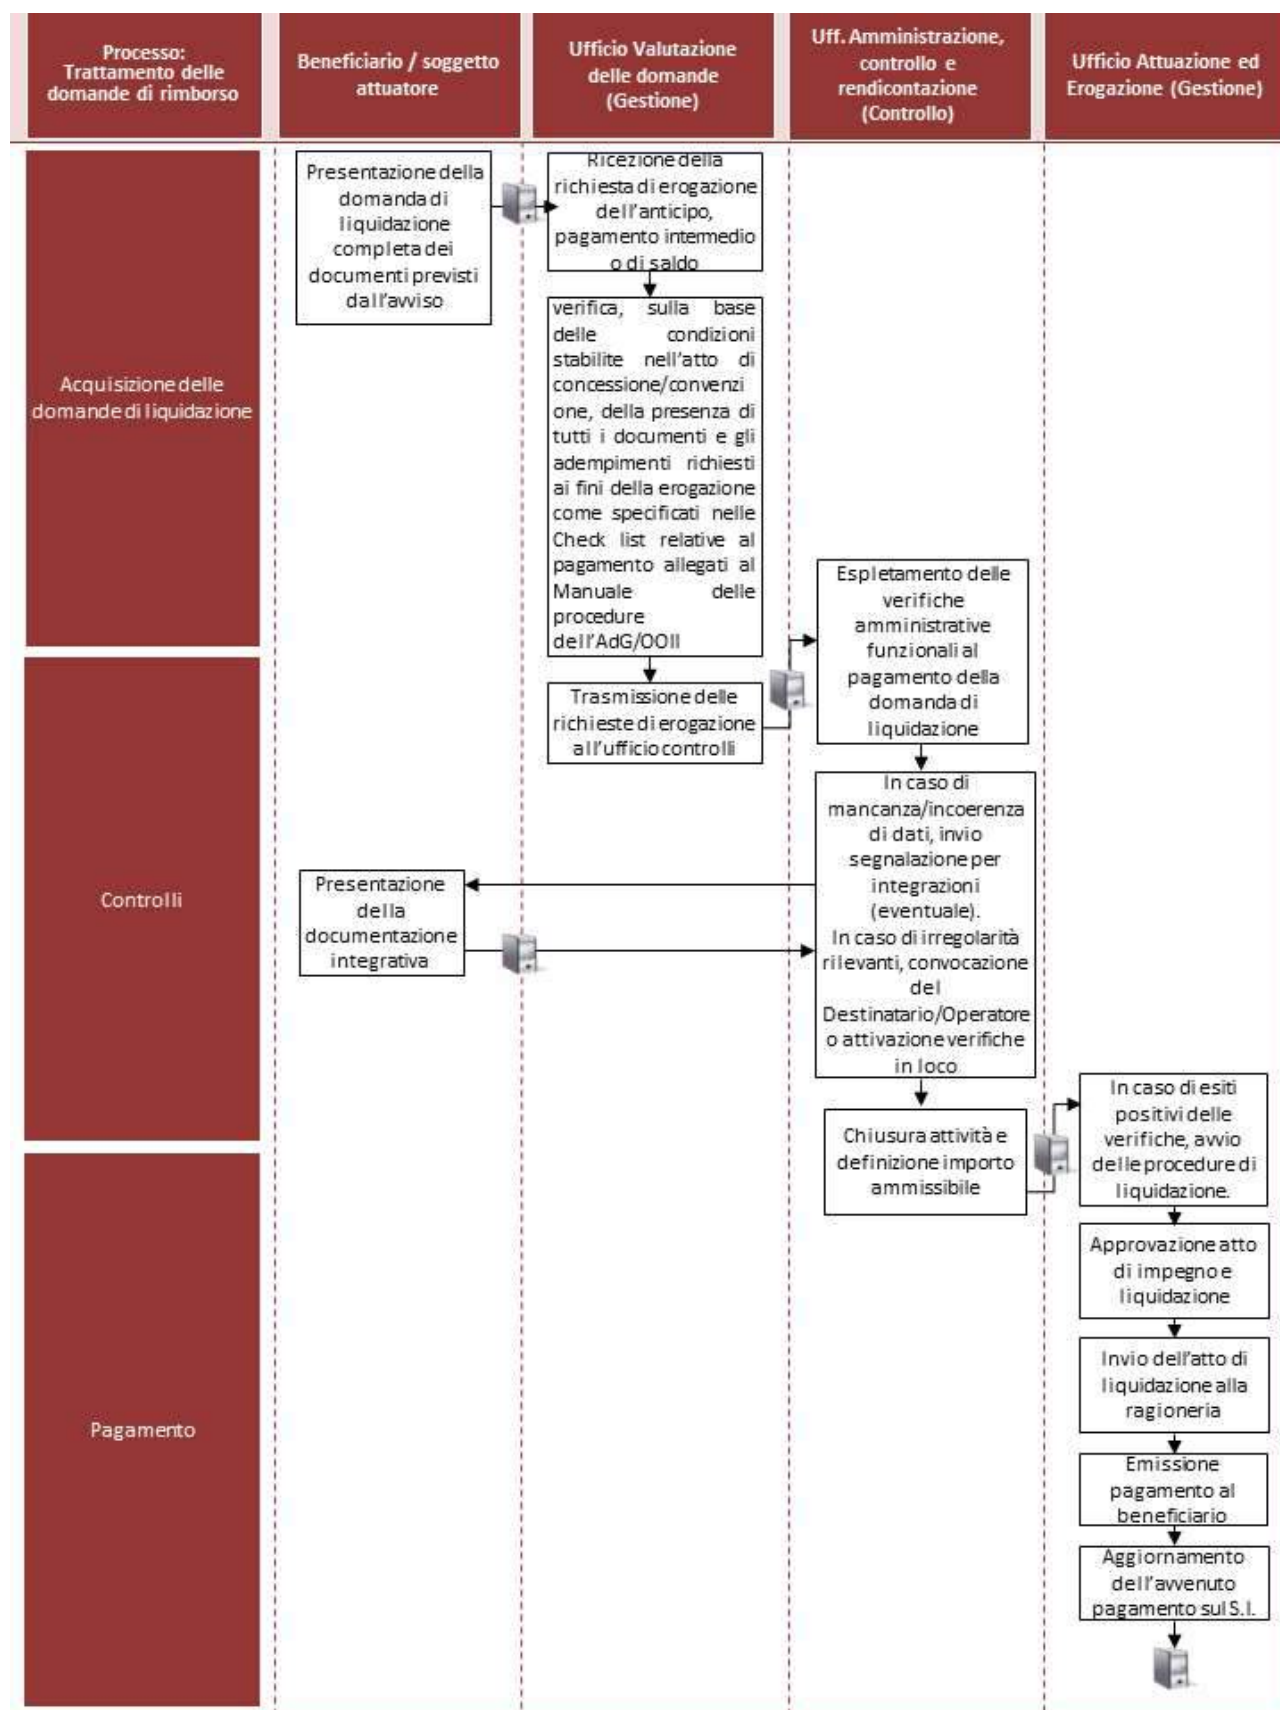 Processo:
Trattamento delle
domande di rimborso
Beneficiario / soggetto
attuatore
Ufficio Valutazione
delle domande
(Gestione)
Uff. Amministrazione,
controllo e
rendicontazione
(Controllo)
Ufficio Attuazione ed
Erogazione (Gestione)
Acquisizione delle
domande di liquidazione
Presentazione della
domanda di
liquidazione
completa dei
documenti previsti
dall'avviso
Ricezione della
richiesta di erogazione
dell'anticipo,
pagamento intermedio
o di saldo
verifica, sulla base
delle condizioni
stabilite nell'atto di
concessione/convenzi
one, della presenza di
tutti i documenti e gli
adempimenti richiesti
ai fini della erogazione
come specificati nelle
Check list relative al
pagamento allegati al
Manuale delle
procedure
dell'AdG/OOII
Controlli
Trasmissione delle
richieste di erogazione
all'ufficio controlli
Espletamento delle
verifiche
amministrative
funzionali al
pagamento della
domanda di
liquidazione
In caso di
mancanza/incoerenza
di dati, invio
segnalazione per
integrazioni
(eventuale).
In caso di irregolarità
rilevanti, convocazione
del
Destinatario/Operatore
o attivazione verifiche
in loco
Presentazione
della
documentazione
integrativa
Chiusura attività e
definizione importo
ammissibile
Pagamento
In caso di esiti
positivi delle
verifiche, avvio
delle procedure di
liquidazione.
Approvazione atto
di impegno e
liquidazione
Invio dell'atto di
liquidazione alla
ragioneria
Emissione
pagamento al
beneficiario
Aggiornamento
dell'avvenuto
pagamento sul S.I.